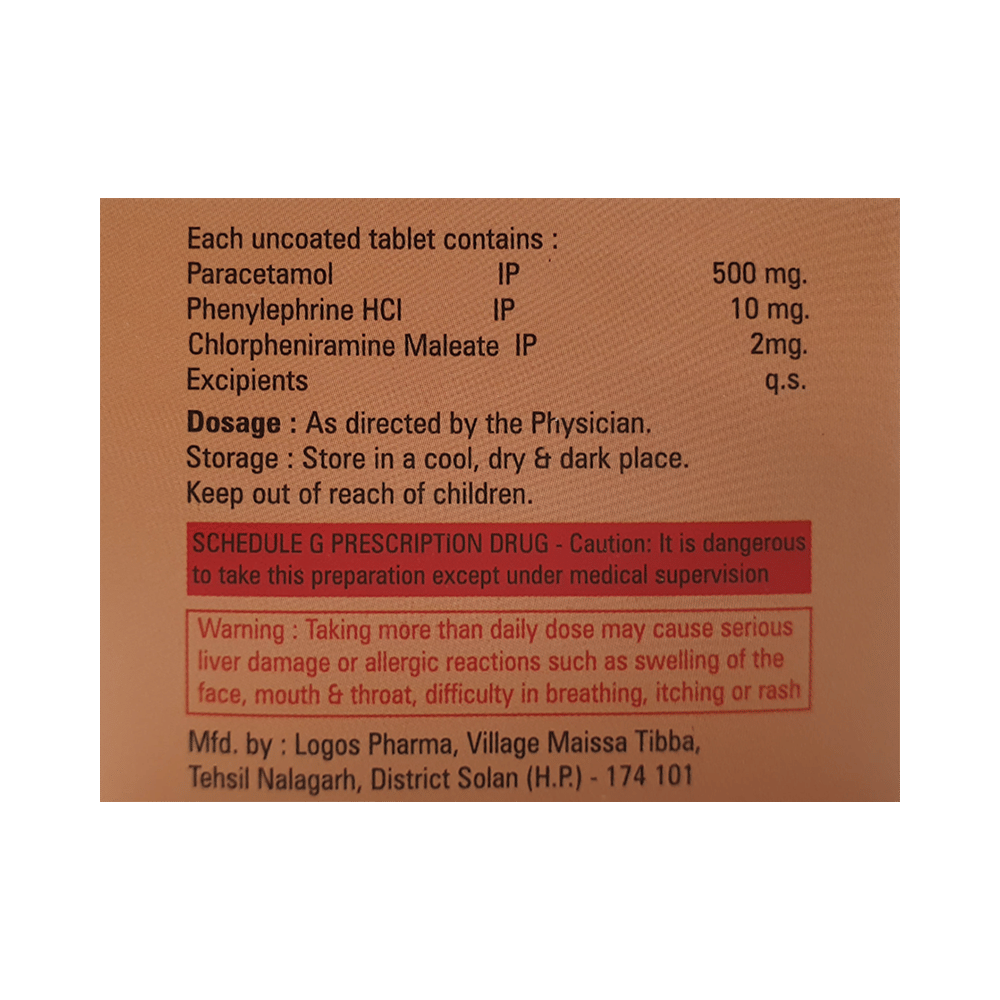 Each uncoated tablet contains :
Paracetamol IP 500 mg.
Phenylephrine HCl IP 10 mg.
Chlorpheniramine Maleate IP 2mg.
Excipients q.s.
Dosage : As directed by the Physician.
Storage : Store in a cool, dry & dark place.
Keep out of reach of children.
SCHEDULE G PRESCRIPTION DRUG - Caution: It is dangerous
to take this preparation except under medical supervision
Warning : Taking more than daily dose may cause serious
liver damage or allergic reactions such as swelling of the
face, mouth & throat, difficulty in breathing, itching or rash
Mfd. by : Logos Pharma, Village Maissa Tibba,
Tehsil Nalagarh, District Solan (H.P.) - 174 101